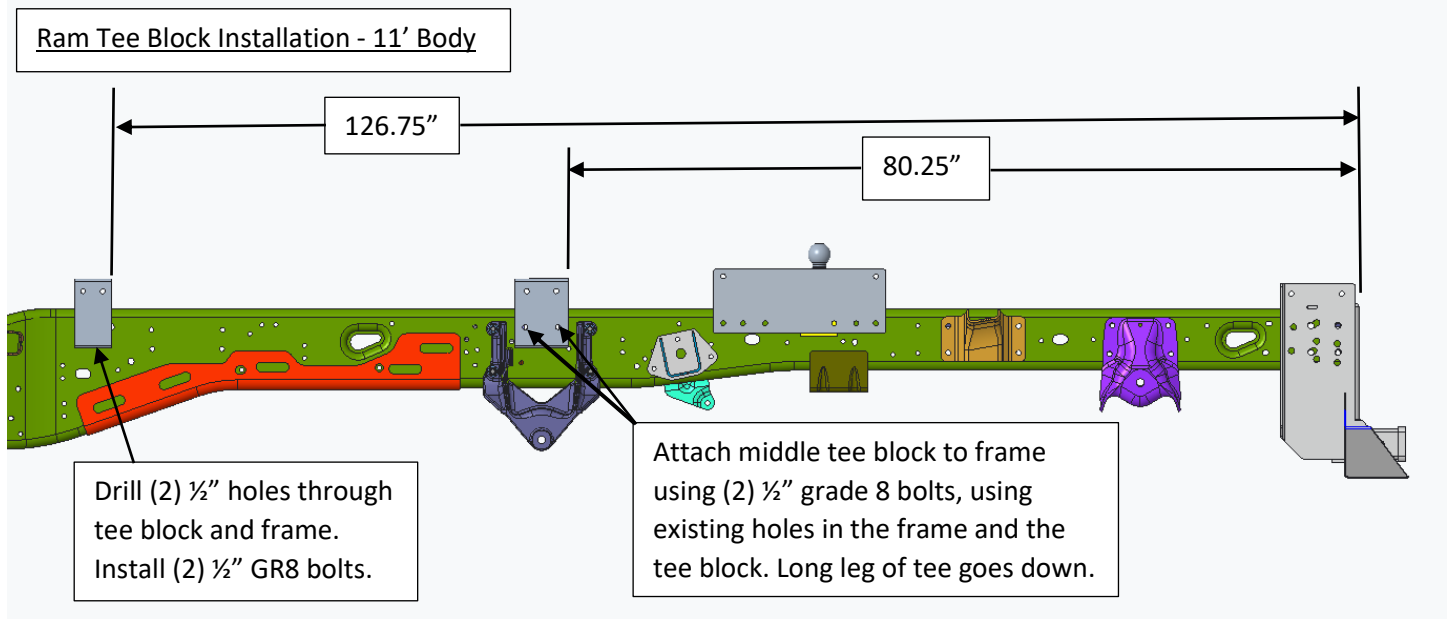 Ram Tee Block Installation - 11’ Body
126.75”
80.25”
Drill (2) ½” holes through
tee block and frame.
Install (2) ½” GR8 bolts.
Attach middle tee block to frame
using (2) ½” grade 8 bolts, using
existing holes in the frame and the
tee block. Long leg of tee goes down.